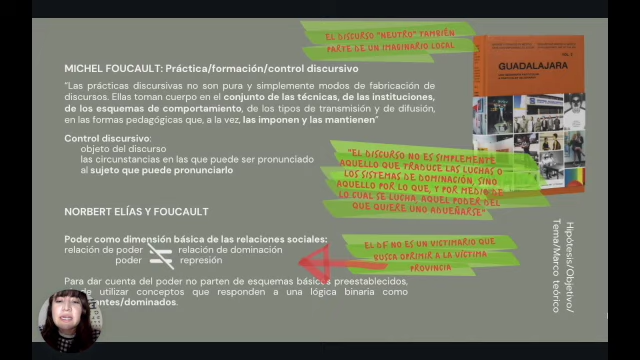 EL DISCURSO "NEUTRO" TAMBIÉN
PARTE DE UN IMAGINARIO LOCAL
MICHEL FOUCAULT: Práctica/formación/control discursivo
"Las prácticas discursivas no son pura y simplemente modos de fabricación de
discursos. Ellas toman cuerpo en el conjunto de las técnicas, de las instituciones,
de los esquemas de comportamiento, de los tipos de transmisión y de difusión,
en las formas pedagógicas que, a la vez, las imponen y las mantienen"
Control discursivo:
objeto del discurso
las circunstancias en las que puede ser pronunciado
al sujeto que puede pronunciarlo
GUADALAJARA
"EL DISCURSO NO ES SIMPLEMENTE
AQUELLO QUE TRADUCE LAS LUCHAS O
LOS SISTEMAS DE DOMINACIÓN, SINO
AQUELLO POR LO QUE, Y POR MEDIO DE
LO CUAL SE LUCHA, AQUEL PODER DEL
QUE QUIERE UNO ADUEÑARSE"
NORBERT ELÍAS Y FOUCAULT
Poder como dimensión básica de las relaciones sociales:
relación de poder = relación de dominación
poder = represión
EL DF NO ES UN VICTIMARIO QUE
BUSCA OPRIMIR A LA VÍCTIMA
PROVINCIA
Para dar cuenta del poder no parten de esquemas básicos preestablecidos,
utilizar conceptos que responden a una lógica binaria como
antes/dominados.
Hipótesis/Objetivo/
Tema/Marco teórico